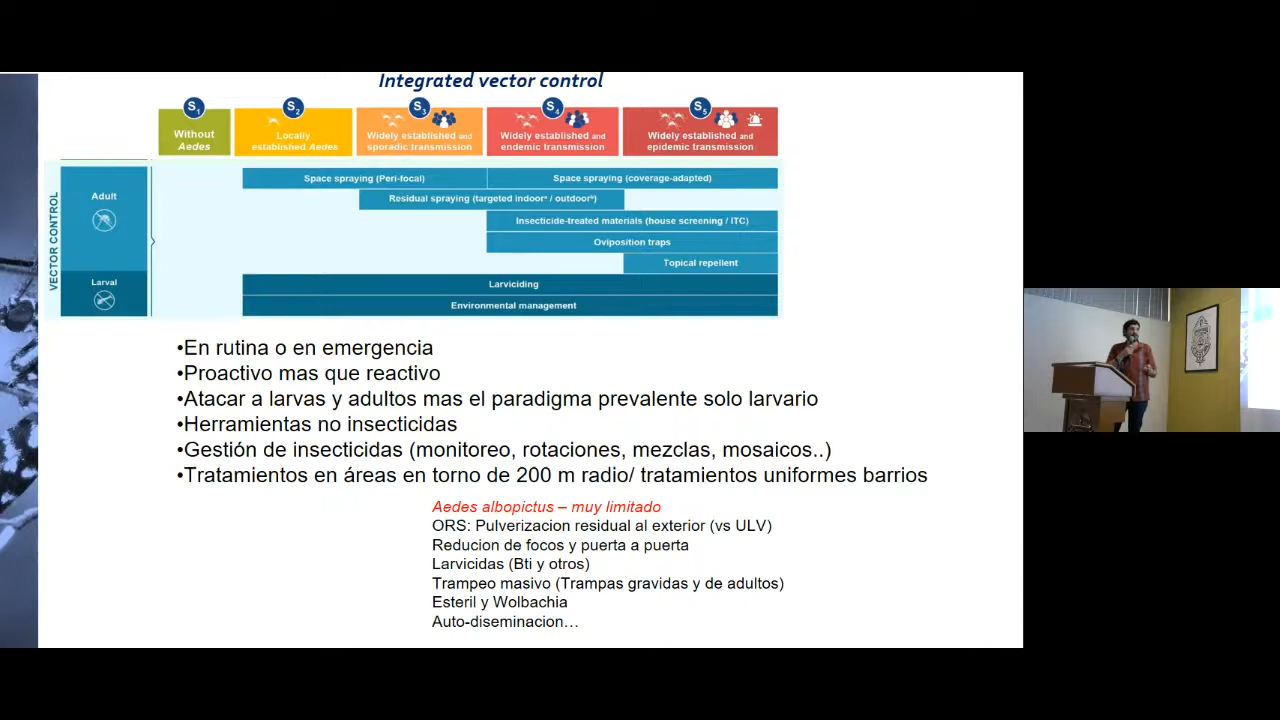 Integrated vector control
S1
S2
S3
S4
S5
Without
Aedes
Locally
established Aedes
Widely established and
sporadic transmission
Widely established and
endemic transmission
Widely established and
epidemic transmission
VECTOR CONTROL
Adult
Space spraying (Peri-focal)
Space spraying (coverage-adapted)
Residual spraying (targeted indoorᵃ / outdoorᵇ)
Insecticide-treated materials (house screening / ITC)
Oviposition traps
Topical repellent
Larval
Larviciding
Environmental management
•En rutina o en emergencia
•Proactivo mas que reactivo
•Atacar a larvas y adultos mas el paradigma prevalente solo larvario
•Herramientas no insecticidas
•Gestión de insecticidas (monitoreo, rotaciones, mezclas, mosaicos..)
•Tratamientos en áreas en torno de 200 m radio/ tratamientos uniformes barrios
Aedes albopictus – muy limitado
ORS: Pulverizacion residual al exterior (vs ULV)
Reducion de focos y puerta a puerta
Larvicidas (Bti y otros)
Trampeo masivo (Trampas gravidas y de adultos)
Esteril y Wolbachia
Auto-diseminacion…